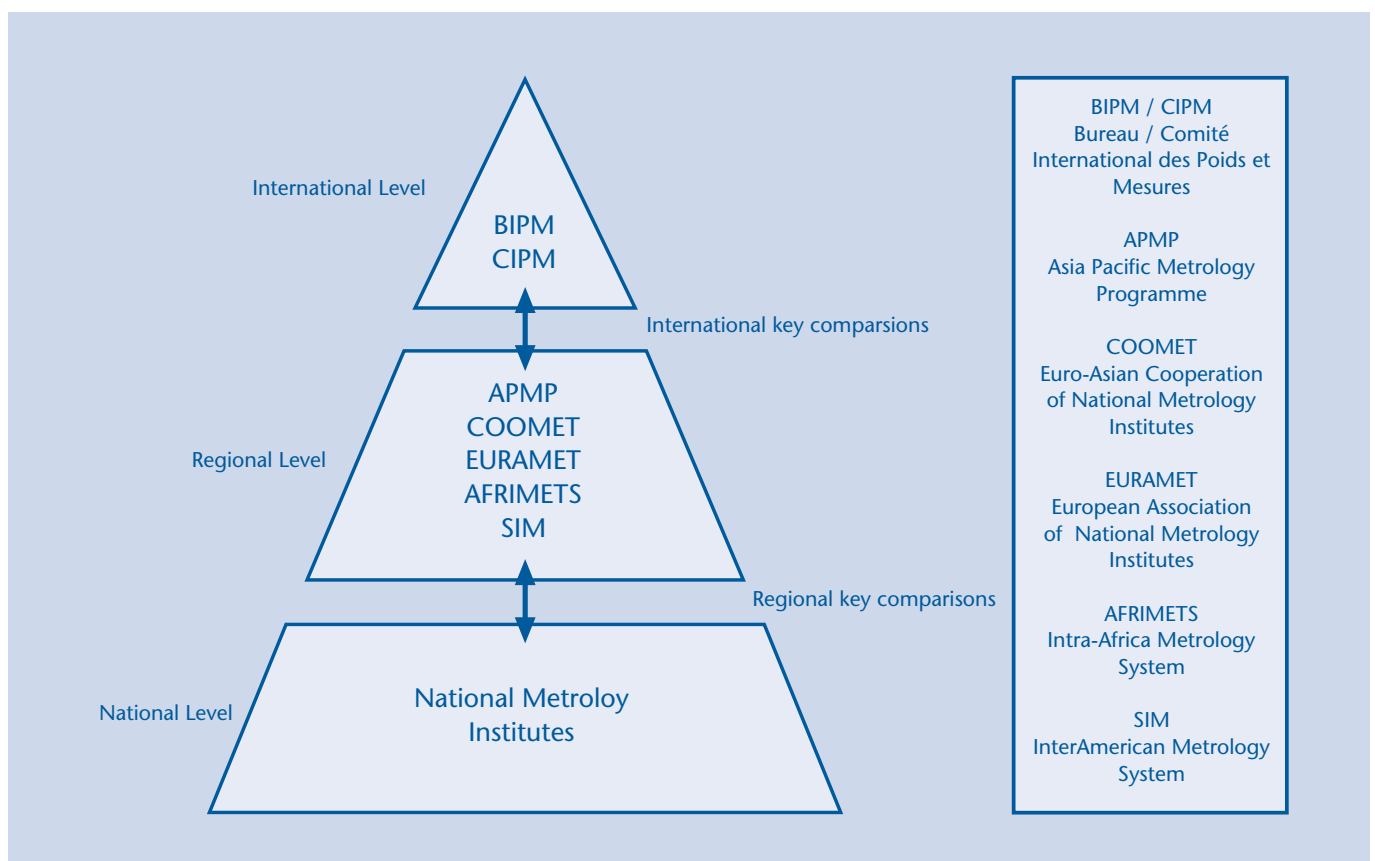 International Level
BIPM
CIPM
International key comparsions
Regional Level
APMP
COOMET
EURAMET
AFRIMETS
SIM
Regional key comparisons
National Level
National Metroloy
Institutes
BIPM / CIPM
Bureau / Comité
International des Poids et
Mesures
APMP
Asia Pacific Metrology
Programme
COOMET
Euro-Asian Cooperation
of National Metrology
Institutes
EURAMET
European Association
of National Metrology
Institutes
AFRIMETS
Intra-Africa Metrology
System
SIM
InterAmerican Metrology
System